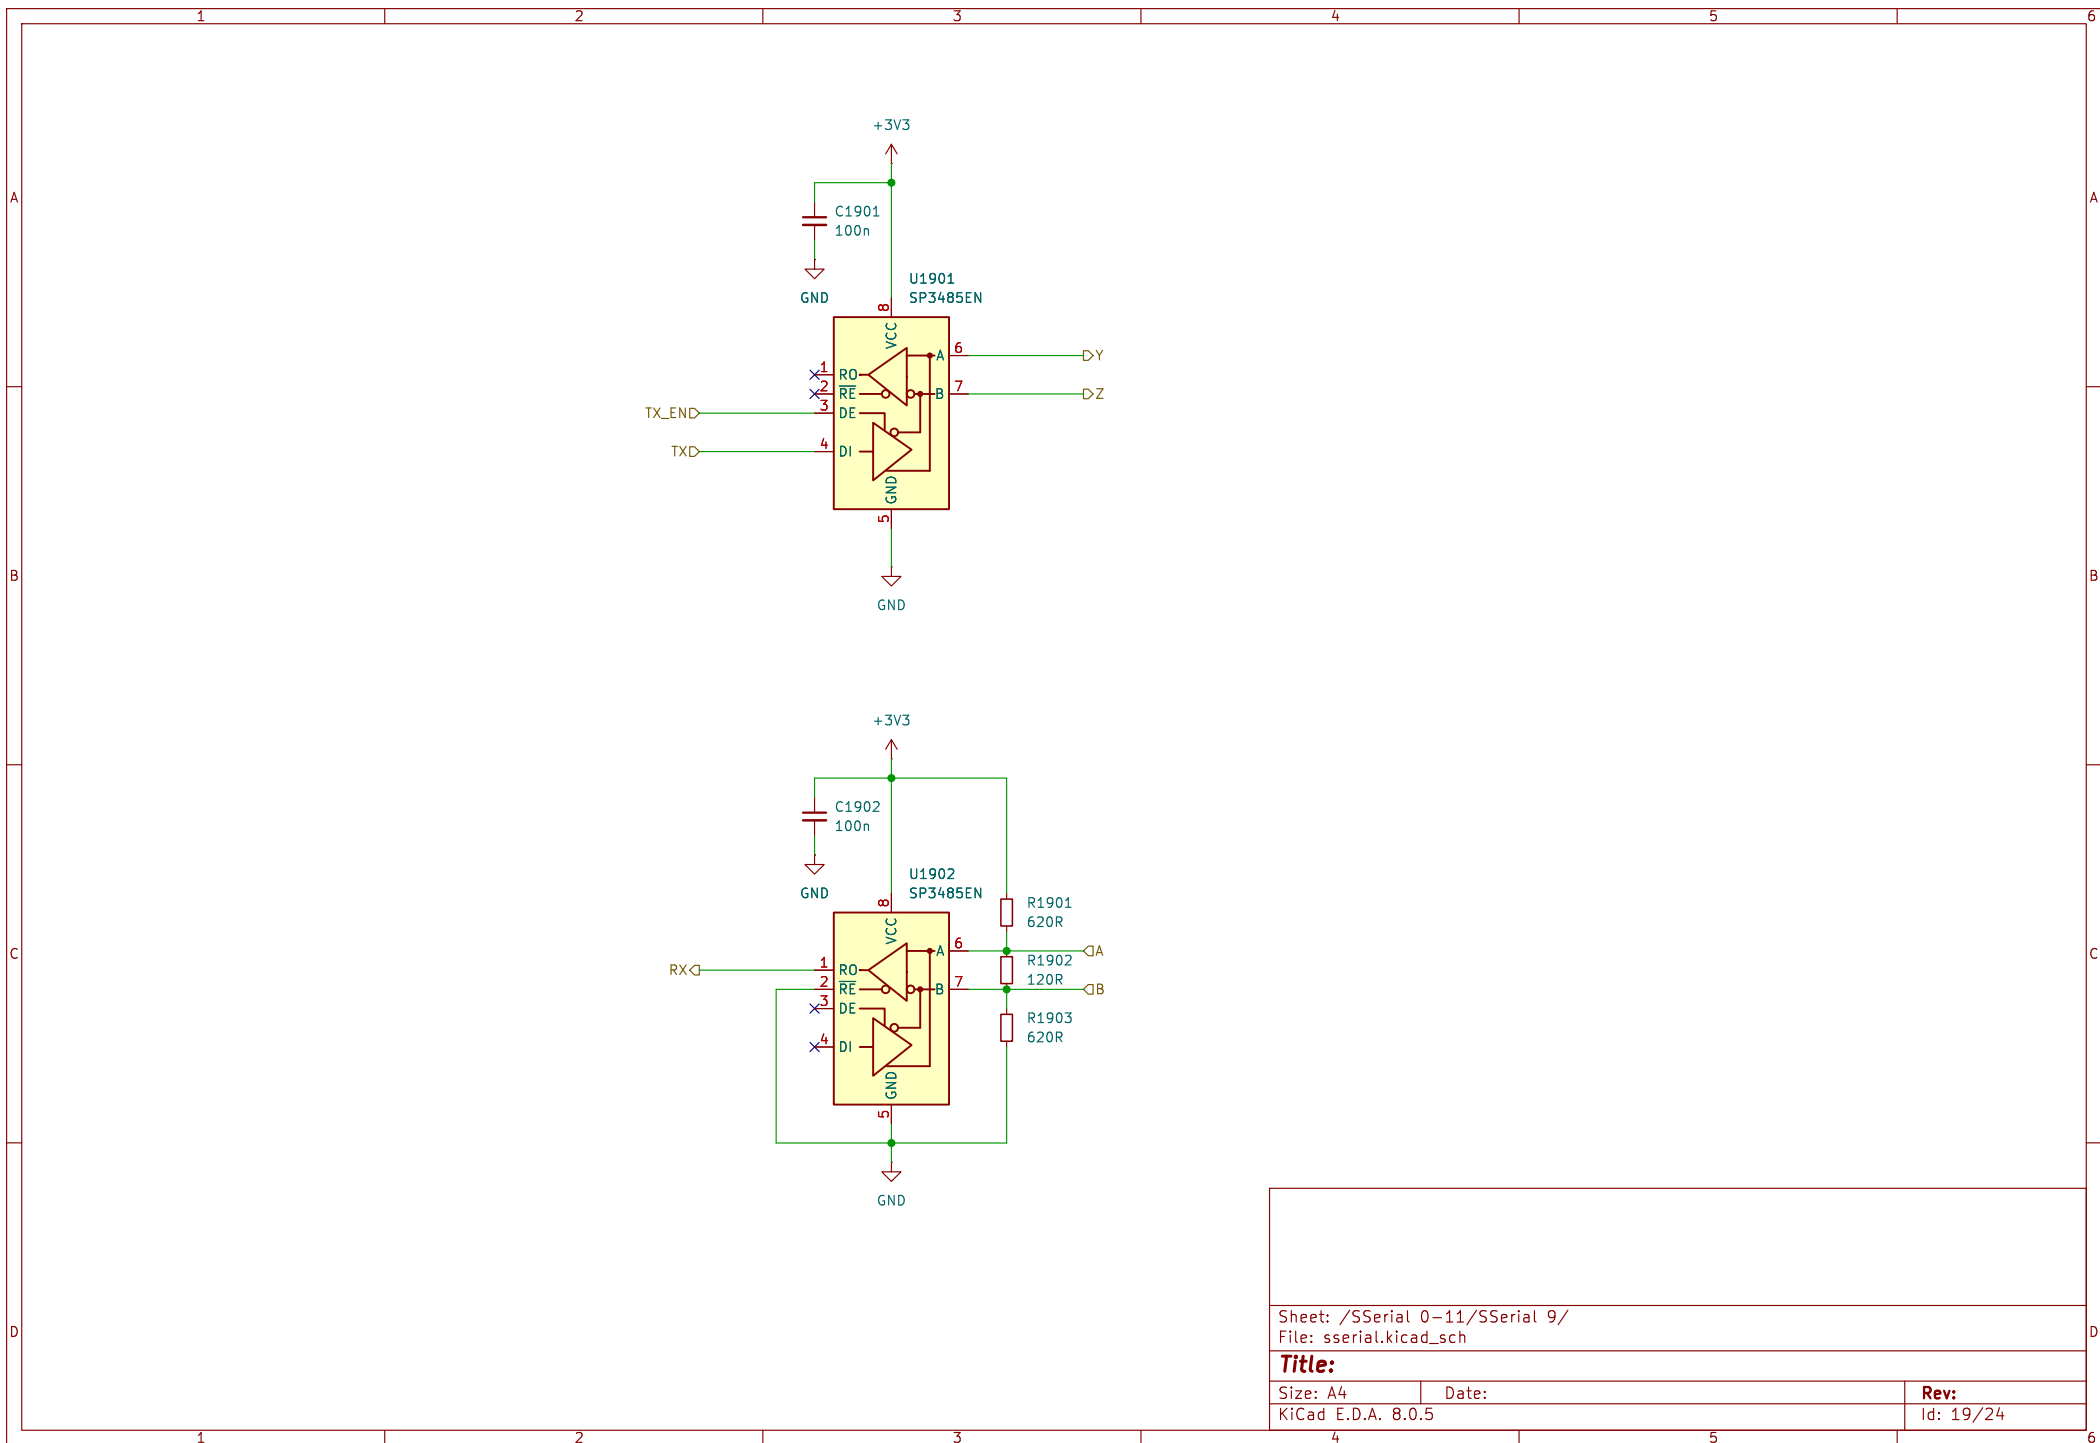 1 2 3 4 5 6
A A
B B
C C
D D
+3V3
C1901
100n
GND
U1901
SP3485EN
8
VCC
1 RO
2 RE
3 DE
4 DI
A 6
B 7
GND
5
TX_EN
TX
Y
Z
GND
+3V3
C1902
100n
GND
U1902
SP3485EN
8
VCC
1 RO
2 RE
3 DE
4 DI
A 6
B 7
GND
5
RX
R1901
620R
A
R1902
120R
B
R1903
620R
GND
Sheet: /SSerial 0-11/SSerial 9/
File: sserial.kicad_sch
Title:
Size: A4 Date: Rev:
KiCad E.D.A. 8.0.5 Id: 19/24
1 2 3 4 5 6